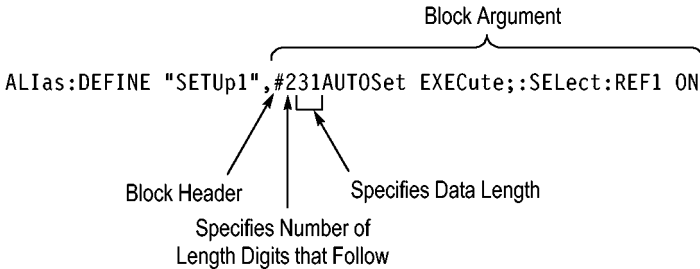 Block Argument
ALIas:DEFINE "SETUp1",#231AUTOSet EXECute;:SELect:REF1 ON
Block Header
Specifies Data Length
Specifies Number of
Length Digits that Follow